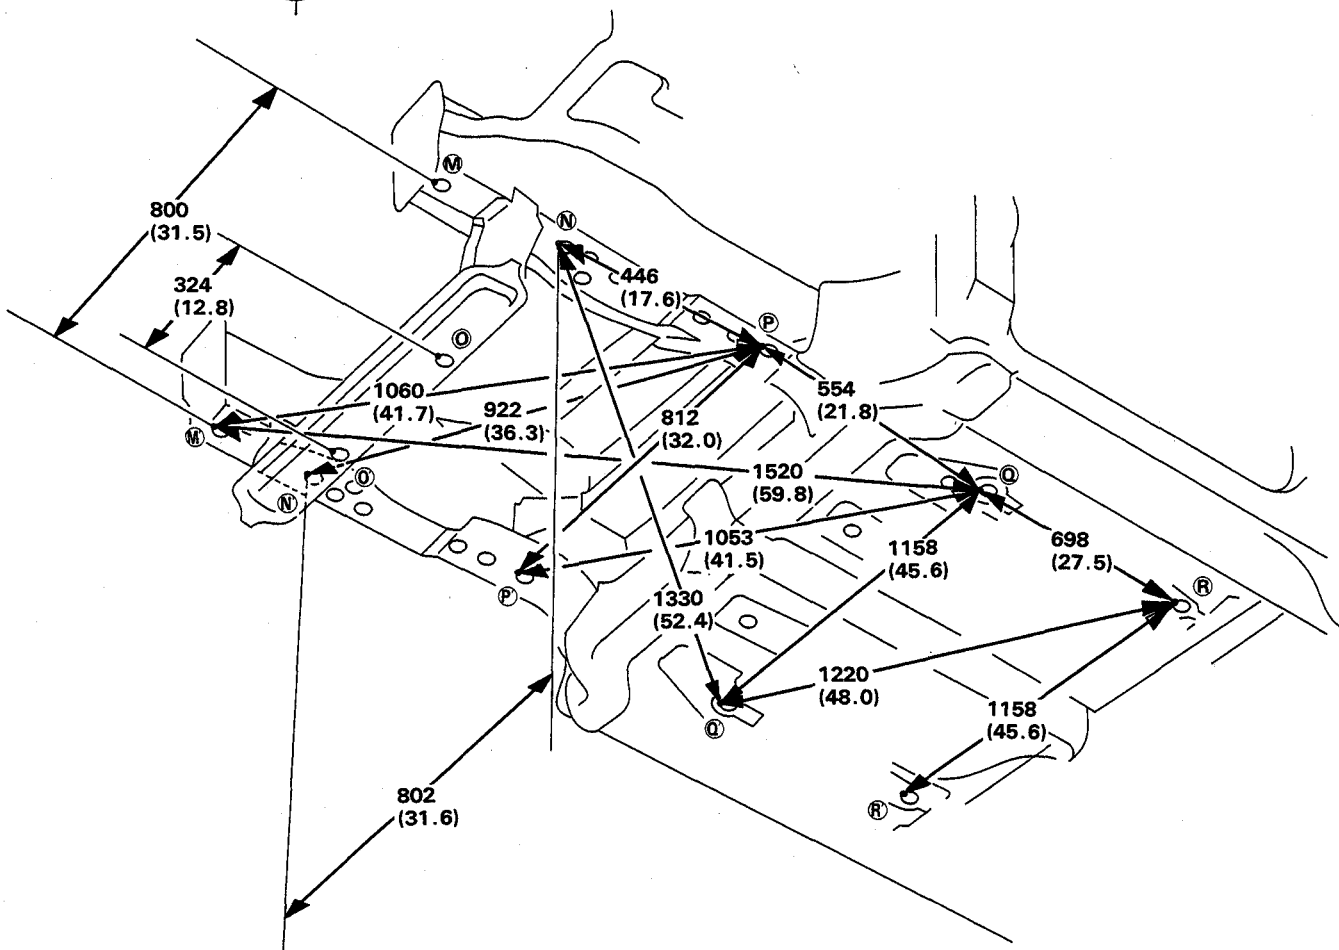 M
N
800
(31.5)
446
(17.6)
324
(12.8)
P
O
1060
(41.7)
922
(36.3)
812
(32.0)
554
(21.8)
M'
1520
(59.8)
Q
O'
N'
1053
(41.5)
1158
(45.6)
698
(27.5)
P'
R
1330
(52.4)
1220
(48.0)
Q'
1158
(45.6)
802
(31.6)
R'